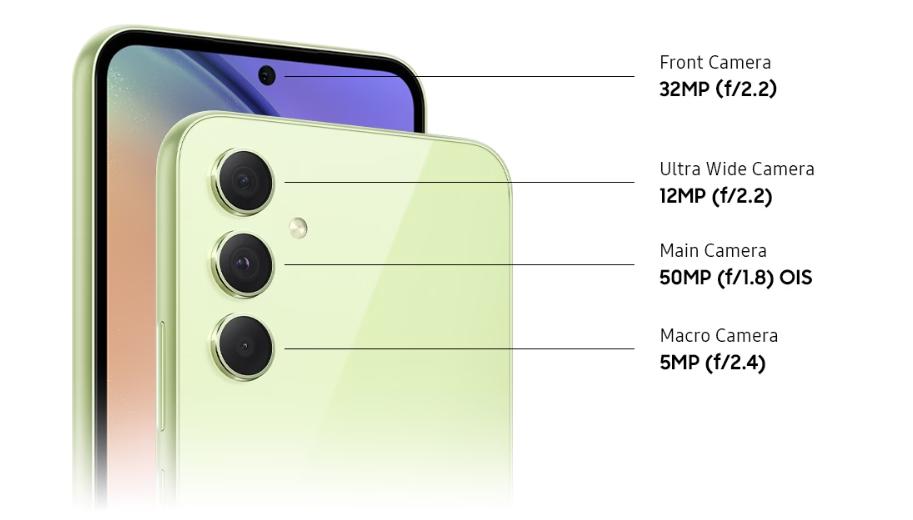 Front Camera
32MP (f/2.2)
Ultra Wide Camera
12MP (f/2.2)
Main Camera
50MP (f/1.8) OIS
Macro Camera
5MP (f/2.4)